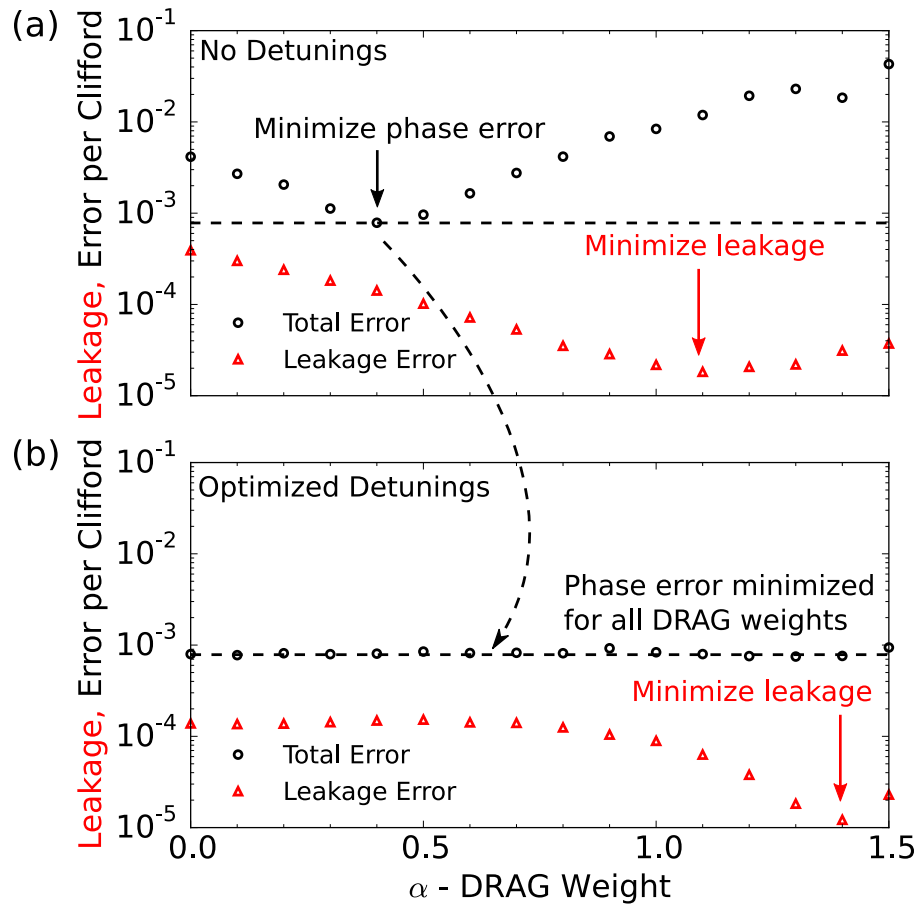 (a)
10⁻¹
No Detunings
10⁻²
Minimize phase error
10⁻³
Minimize leakage
10⁻⁴
Total Error
Leakage Error
10⁻⁵
Leakage, Error per Clifford
(b)
10⁻¹
Optimized Detunings
10⁻²
Phase error minimized
for all DRAG weights
10⁻³
Minimize leakage
10⁻⁴
Total Error
Leakage Error
10⁻⁵
Leakage, Error per Clifford
0.0 0.5 1.0 1.5
α - DRAG Weight